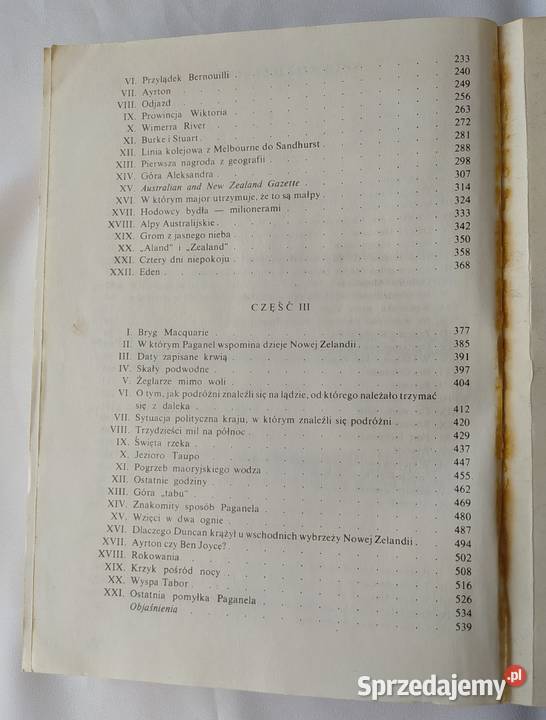 VI. Przylądek Bernouilli . . . . . . . . . 233
VII. Ayrton . . . . . . . . . 240
VIII. Odjazd . . . . . . . . . 249
IX. Prowincja Wiktoria . . . . . . . . . 256
X. Wimerra River . . . . . . . . . 263
XI. Burke i Stuart . . . . . . . . . 272
XII. Linia kolejowa z Melbourne do Sandhurst . . . . . . 281
XIII. Pierwsza nagroda z geografii . . . . . . . 288
XIV. Góra Aleksandra . . . . . . . . . 298
XV. Australian and New Zealand Gazette . . . . . . . 307
XVI. W którym major utrzymuje, że to są małpy . . . . . . 314
XVII. Hodowcy bydła — milionerami . . . . . . . 324
XVIII. Alpy Australijskie . . . . . . . . . 333
XIX. Grom z jasnego nieba . . . . . . . . 342
XX. „Aland" i „Zealand" . . . . . . . . 350
XXI. Cztery dni niepokoju . . . . . . . . 358
XXII. Eden . . . . . . . . . 368
CZĘŚĆ III
I. Bryg Macquarie . . . . . . . . . 377
II. W którym Paganel wspomina dzieje Nowej Zelandii . . . . 385
III. Daty zapisane krwią . . . . . . . . 391
IV. Skały podwodne . . . . . . . . . 397
V. Żeglarze mimo woli . . . . . . . . 404
VI. O tym, jak podróżni znaleźli się na lądzie, od którego należało trzymać
się z daleka . . . . . . . . . 412
VII. Sytuacja polityczna kraju, w którym znaleźli się podróżni . . . 420
VIII. Trzydzieści mil na północ . . . . . . . 429
IX. Święta rzeka . . . . . . . . . 437
X. Jezioro Taupo . . . . . . . . . 447
XI. Pogrzeb maoryjskiego wodza . . . . . . . 455
XII. Ostatnie godziny . . . . . . . . . 462
XIII. Góra „tabu" . . . . . . . . . 469
XIV. Znakomity sposób Paganela . . . . . . . 480
XV. Wzięci w dwa ognie . . . . . . . . 487
XVI. Dlaczego Duncan krążył u wschodnich wybrzeży Nowej Zelandii . . 494
XVII. Ayrton czy Ben Joyce? . . . . . . . . 502
XVIII. Rokowania . . . . . . . . . 508
XIX. Krzyk pośród nocy . . . . . . . . 516
XX. Wyspa Tabor . . . . . . . . . 526
XXI. Ostatnia pomyłka Paganela . . . . . . . 534
Objaśnienia . . . . . . . . . 539
Sprzedajemy.pl